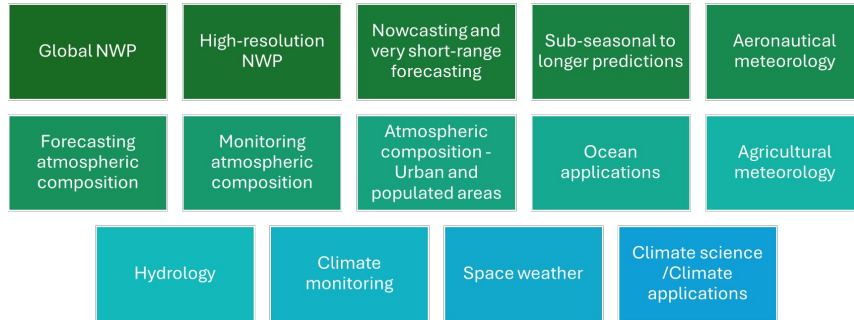 Global NWP
High-resolution
NWP
Nowcasting and
very short-range
forecasting
Sub-seasonal to
longer predictions
Aeronautical
meteorology
Forecasting
atmospheric
composition
Monitoring
atmospheric
composition
Atmospheric
composition -
Urban and
populated areas
Ocean
applications
Agricultural
meteorology
Hydrology
Climate
monitoring
Space weather
Climate science
/Climate
applications